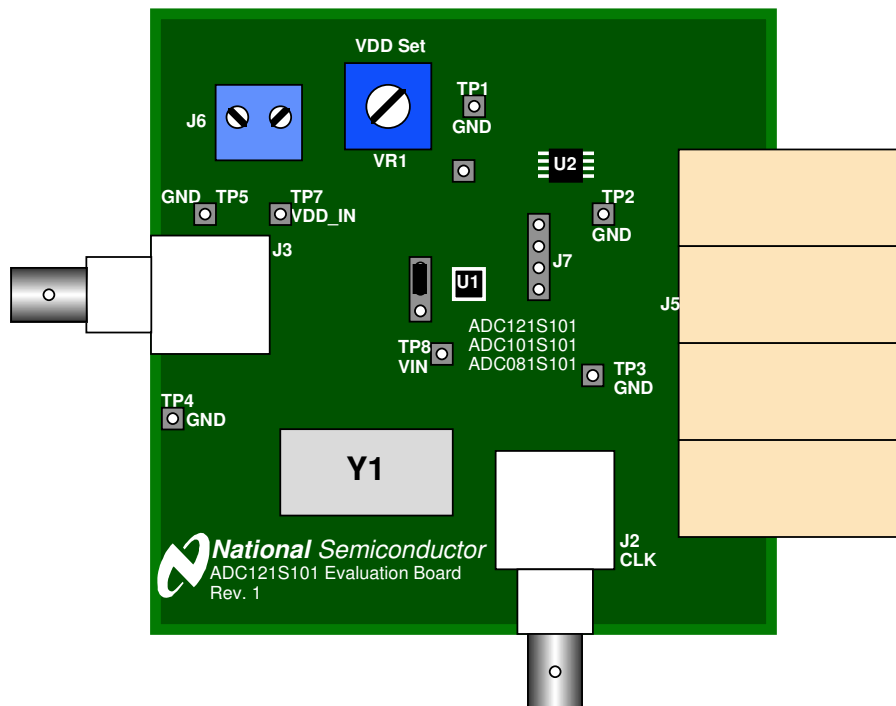 VDD Set
J6
TP1
GND
VR1
U2
GND TP5
TP7
VDD_IN
TP2
GND
J3
J7
U1
J5
ADC121S101
ADC101S101
ADC081S101
TP8
VIN
TP3
GND
TP4
GND
Y1
J2
CLK
National Semiconductor
ADC121S101 Evaluation Board
Rev. 1